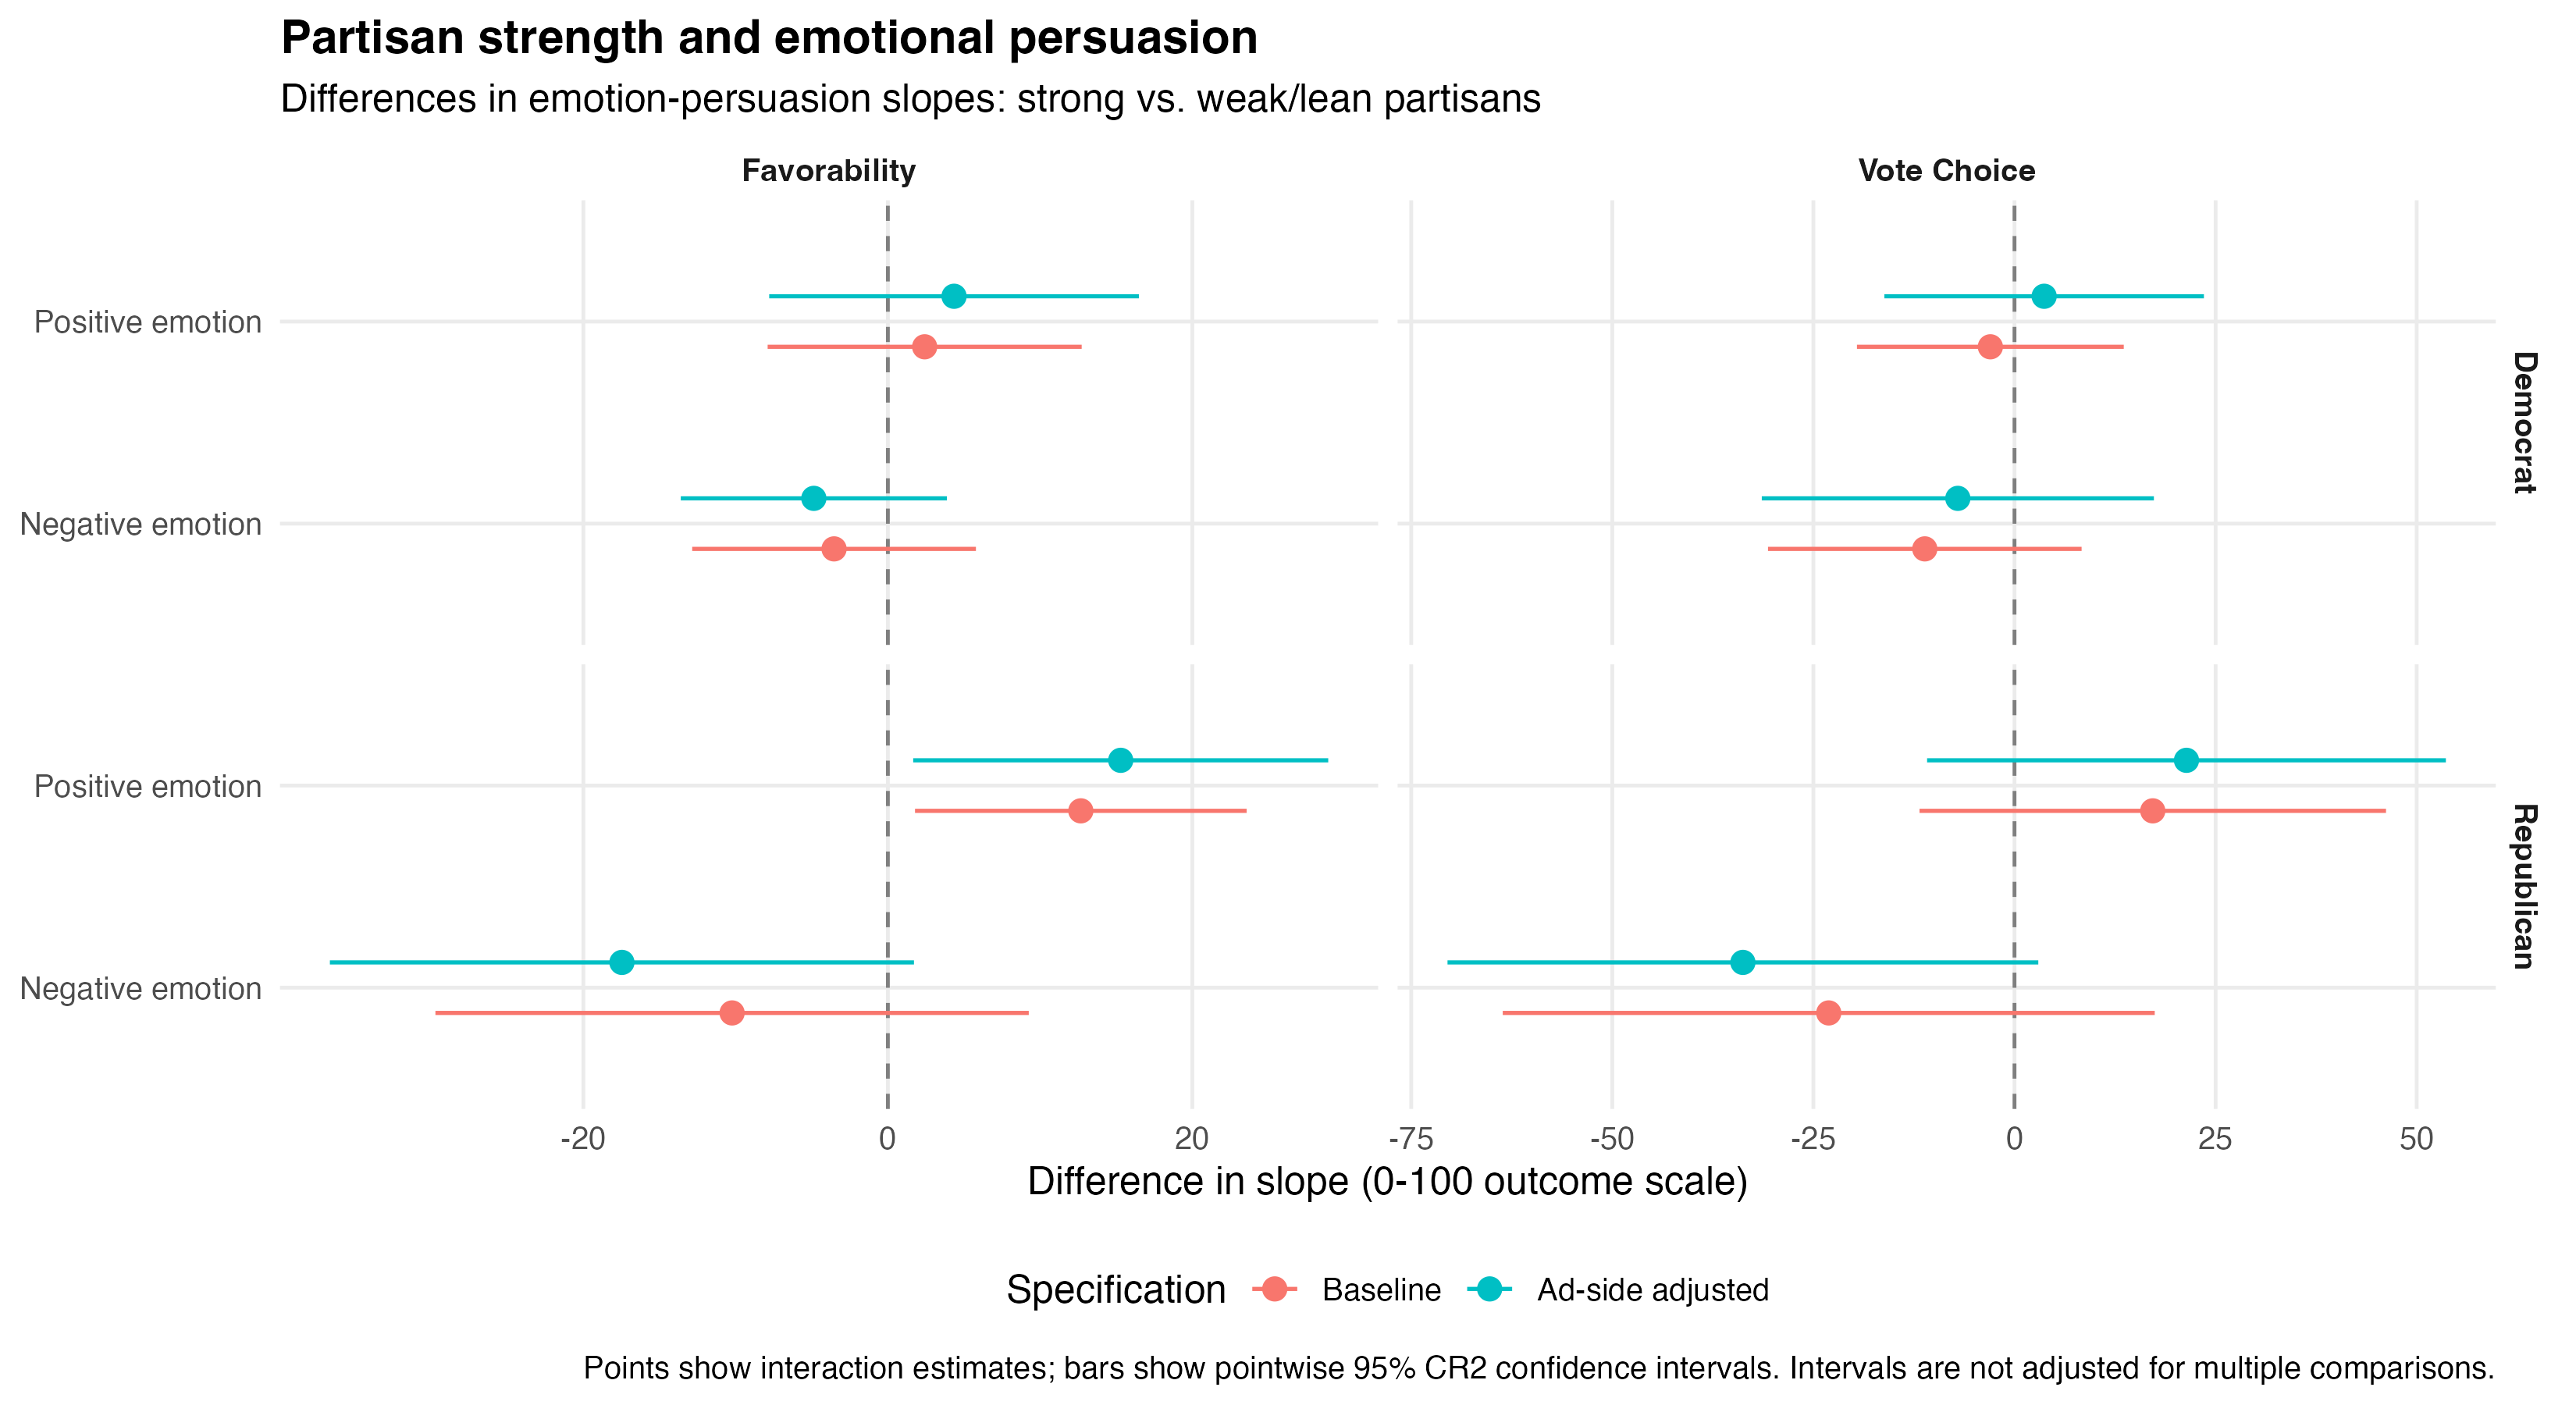 Partisan strength and emotional persuasion
Differences in emotion-persuasion slopes: strong vs. weak/lean partisans
Favorability
Vote Choice
Positive emotion
Negative emotion
Democrat
Positive emotion
Negative emotion
Republican
-20 0 20
-75 -50 -25 0 25 50
Difference in slope (0-100 outcome scale)
Specification Baseline Ad-side adjusted
Points show interaction estimates; bars show pointwise 95% CR2 confidence intervals. Intervals are not adjusted for multiple comparisons.